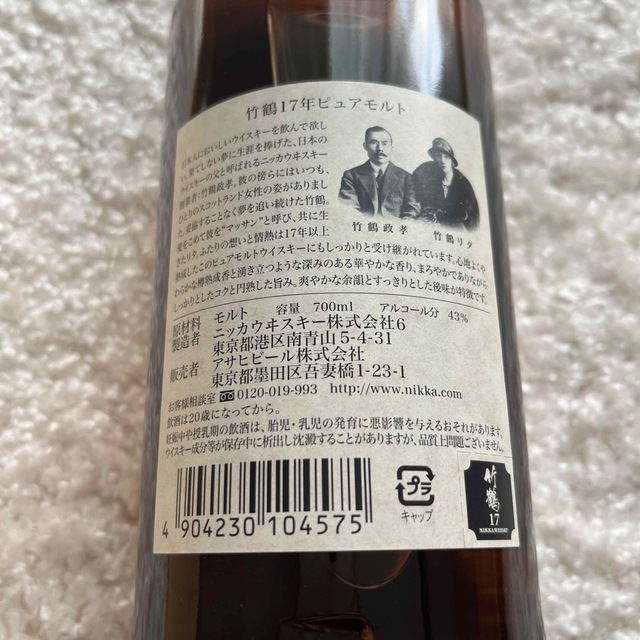 竹鶴17年ピュアモルト
日本人においしいウイスキーを飲んで欲し
い。果てしない夢に生涯を捧げた、日本の
ウイスキーの父と呼ばれるニッカウヰスキー
創業者：竹鶴政孝。彼の傍らにはいつも、
ひとりのスコットランド女性の姿がありまし
た。妥協することなく夢を追い続けた竹鶴。
愛をこめて彼を“マッサン”と呼び、共に生
きたリタ。ふたりの想いと情熱は17年以上
熟成したこのピュアモルトウイスキーにもしっかりと受け継がれています。心地よくや
わらかな樽熟成香と湧き立つような深みのある華やかな香り、まろやかでありながら
しっかりとしたコクと円熟した旨み。爽やかな余韻とすっきりとした後味が特徴です。
竹鶴政孝
竹鶴リタ
原材料 モルト 容量 700ml アルコール分 43%
製造者 ニッカウヰスキー株式会社6
東京都港区南青山5-4-31
販売者 アサヒビール株式会社
東京都墨田区吾妻橋1-23-1
お客様相談室 0120-019-993 http://www.nikka.com
飲酒は20歳になってから。
妊娠中や授乳期の飲酒は、胎児・乳児の発育に悪影響を与えるおそれがあります。
ウイスキー成分等が保存中に析出し沈澱することがありますが、品質上問題ございません。
4 904230 104575
プラ
キャップ
竹鶴
17
NIKKA WHISKY